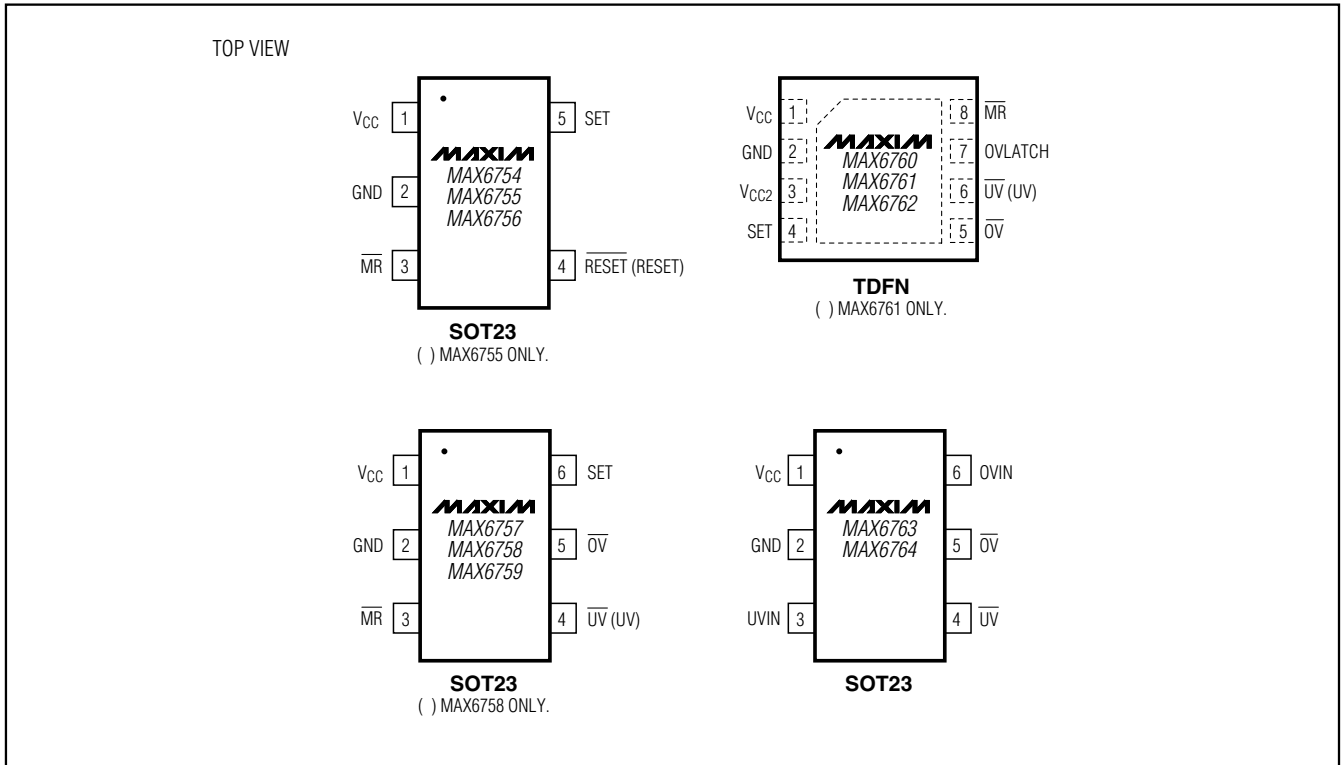 TOP VIEW
VCC 1
GND 2
MR 3
MAXIM
MAX6754
MAX6755
MAX6756
5 SET
4 RESET (RESET)
SOT23
( ) MAX6755 ONLY.
VCC 1
GND 2
VCC2 3
SET 4
MAXIM
MAX6760
MAX6761
MAX6762
8 MR
7 OVLATCH
6 UV (UV)
5 OV
TDFN
( ) MAX6761 ONLY.
VCC 1
GND 2
MR 3
MAXIM
MAX6757
MAX6758
MAX6759
6 SET
5 OV
4 UV (UV)
SOT23
( ) MAX6758 ONLY.
VCC 1
GND 2
UVIN 3
MAXIM
MAX6763
MAX6764
6 OVIN
5 OV
4 UV
SOT23